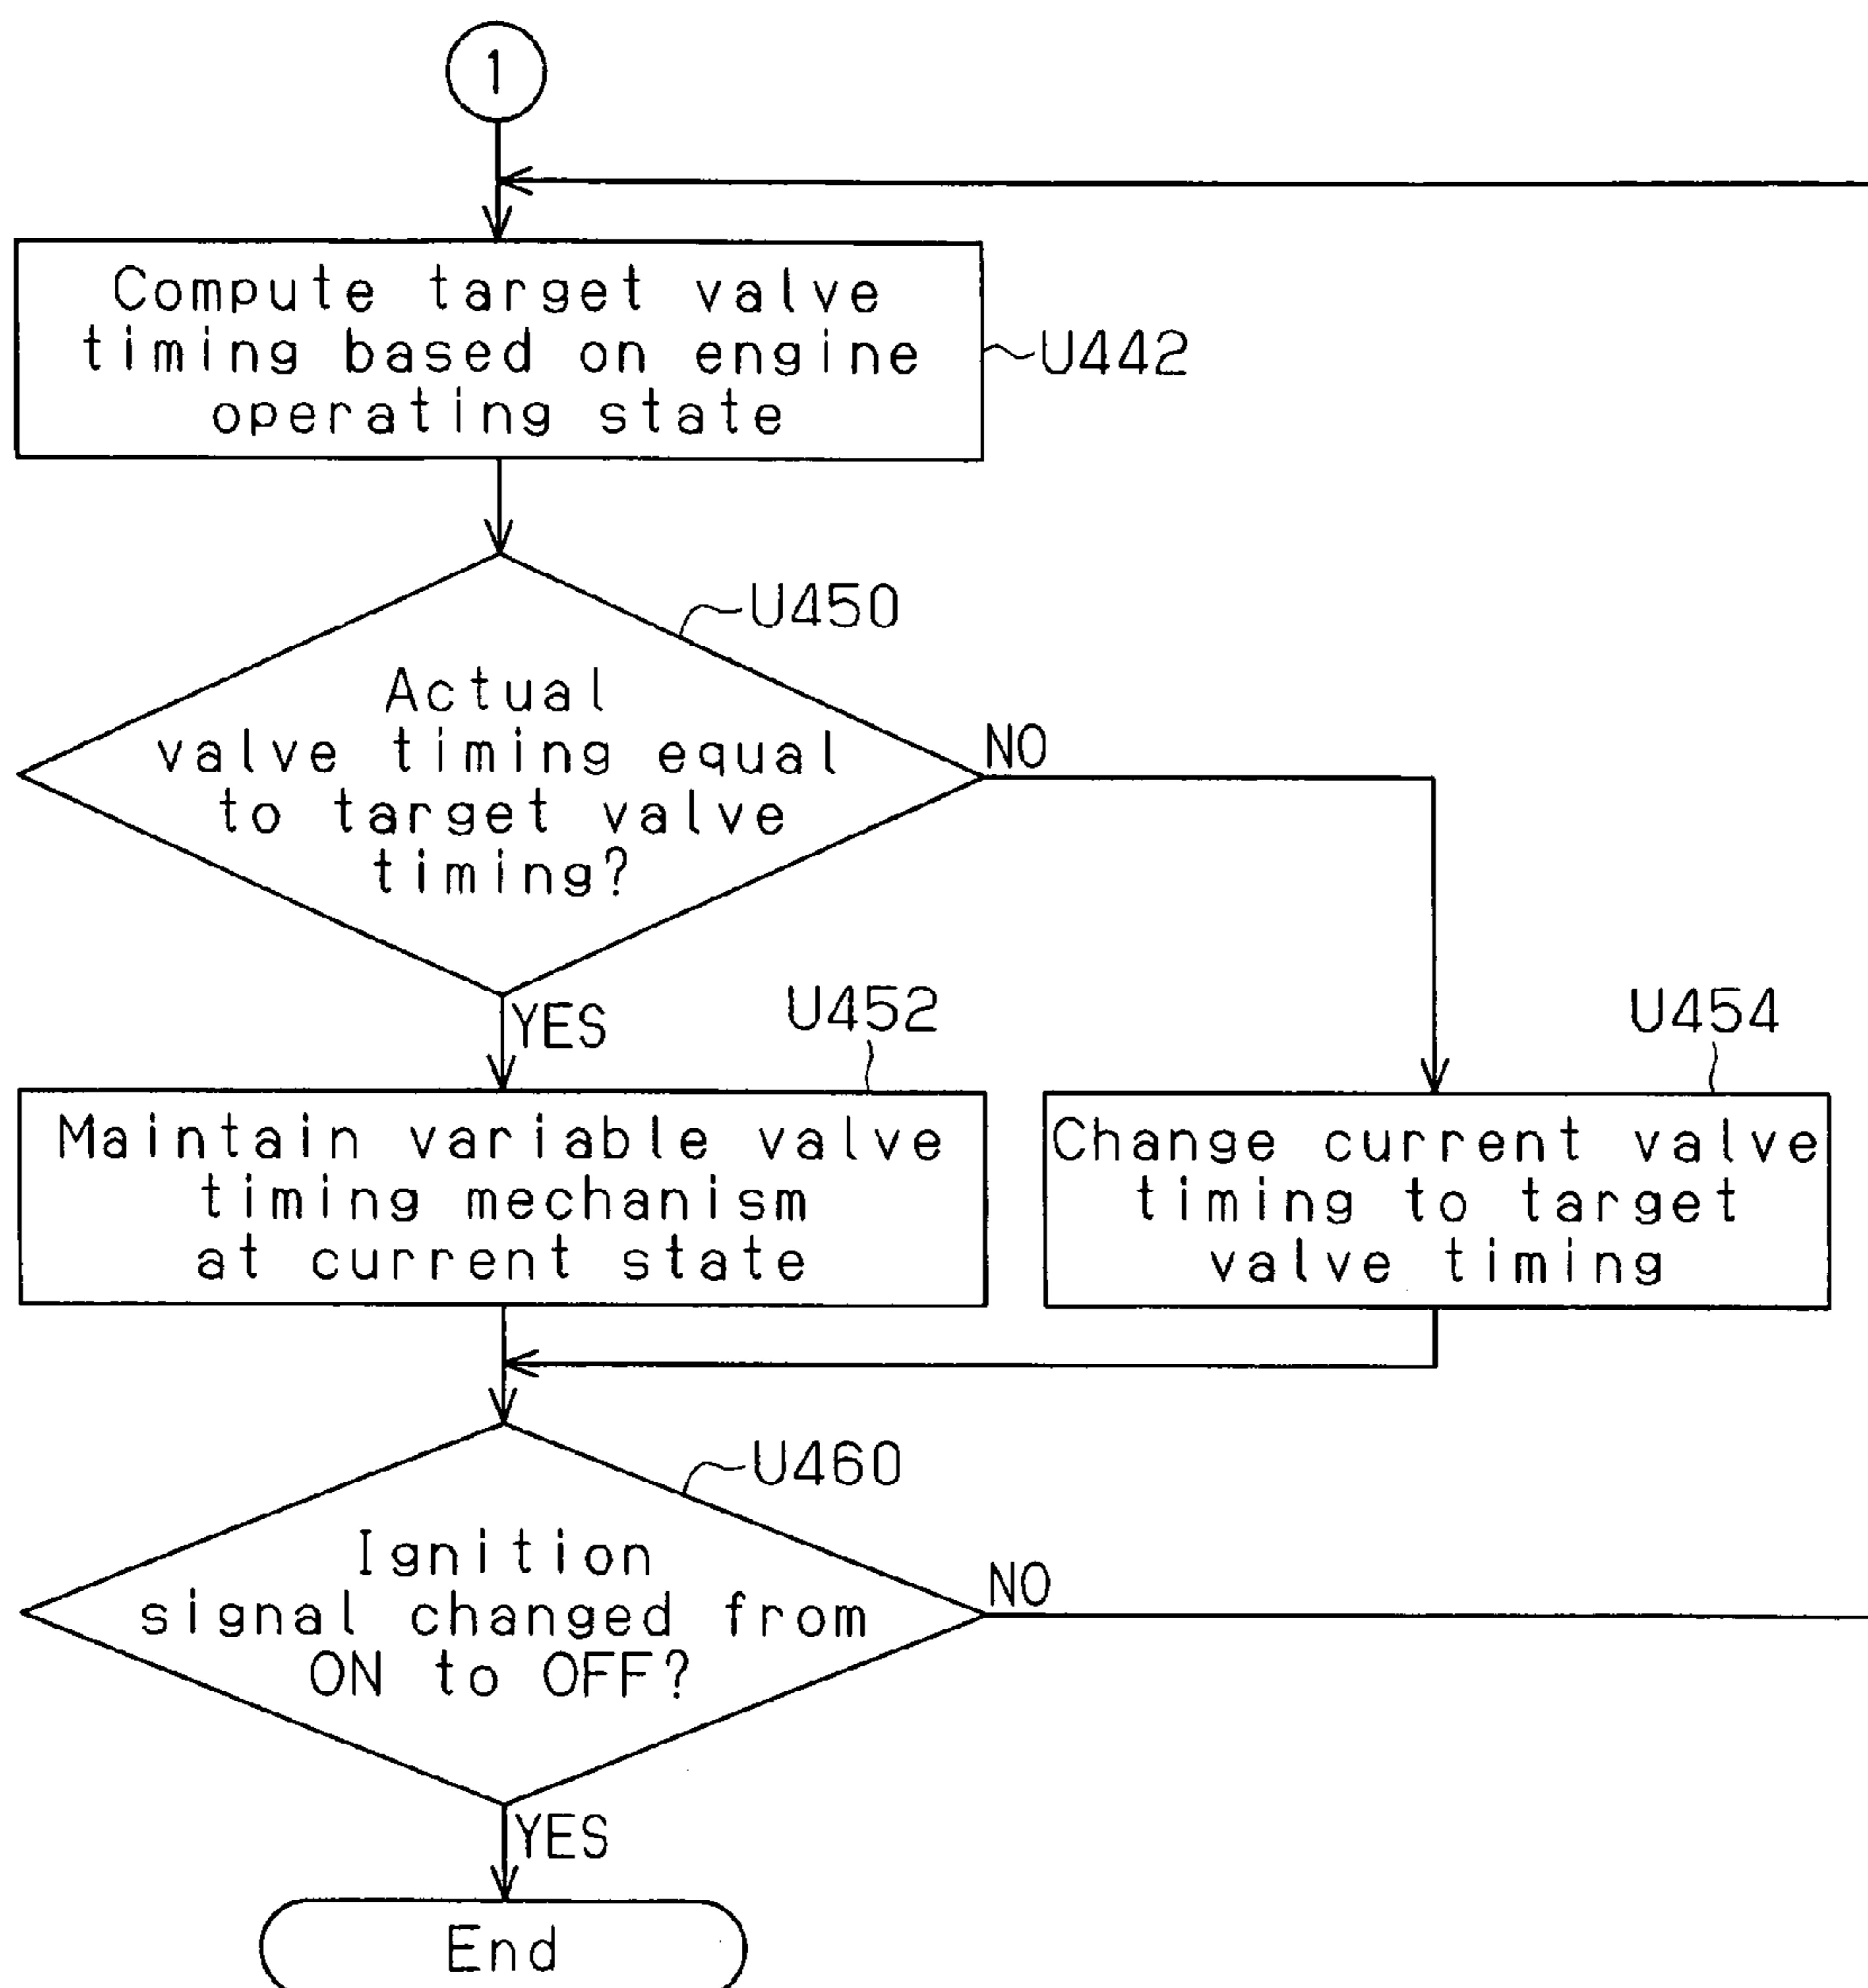 1
Compute target valve
timing based on engine
operating state
U442
U450
Actual
valve timing equal
to target valve
timing?
NO
YES
U452
U454
Maintain variable valve
timing mechanism
at current state
Change current valve
timing to target
valve timing
U460
Ignition
signal changed from
ON to OFF?
NO
YES
End